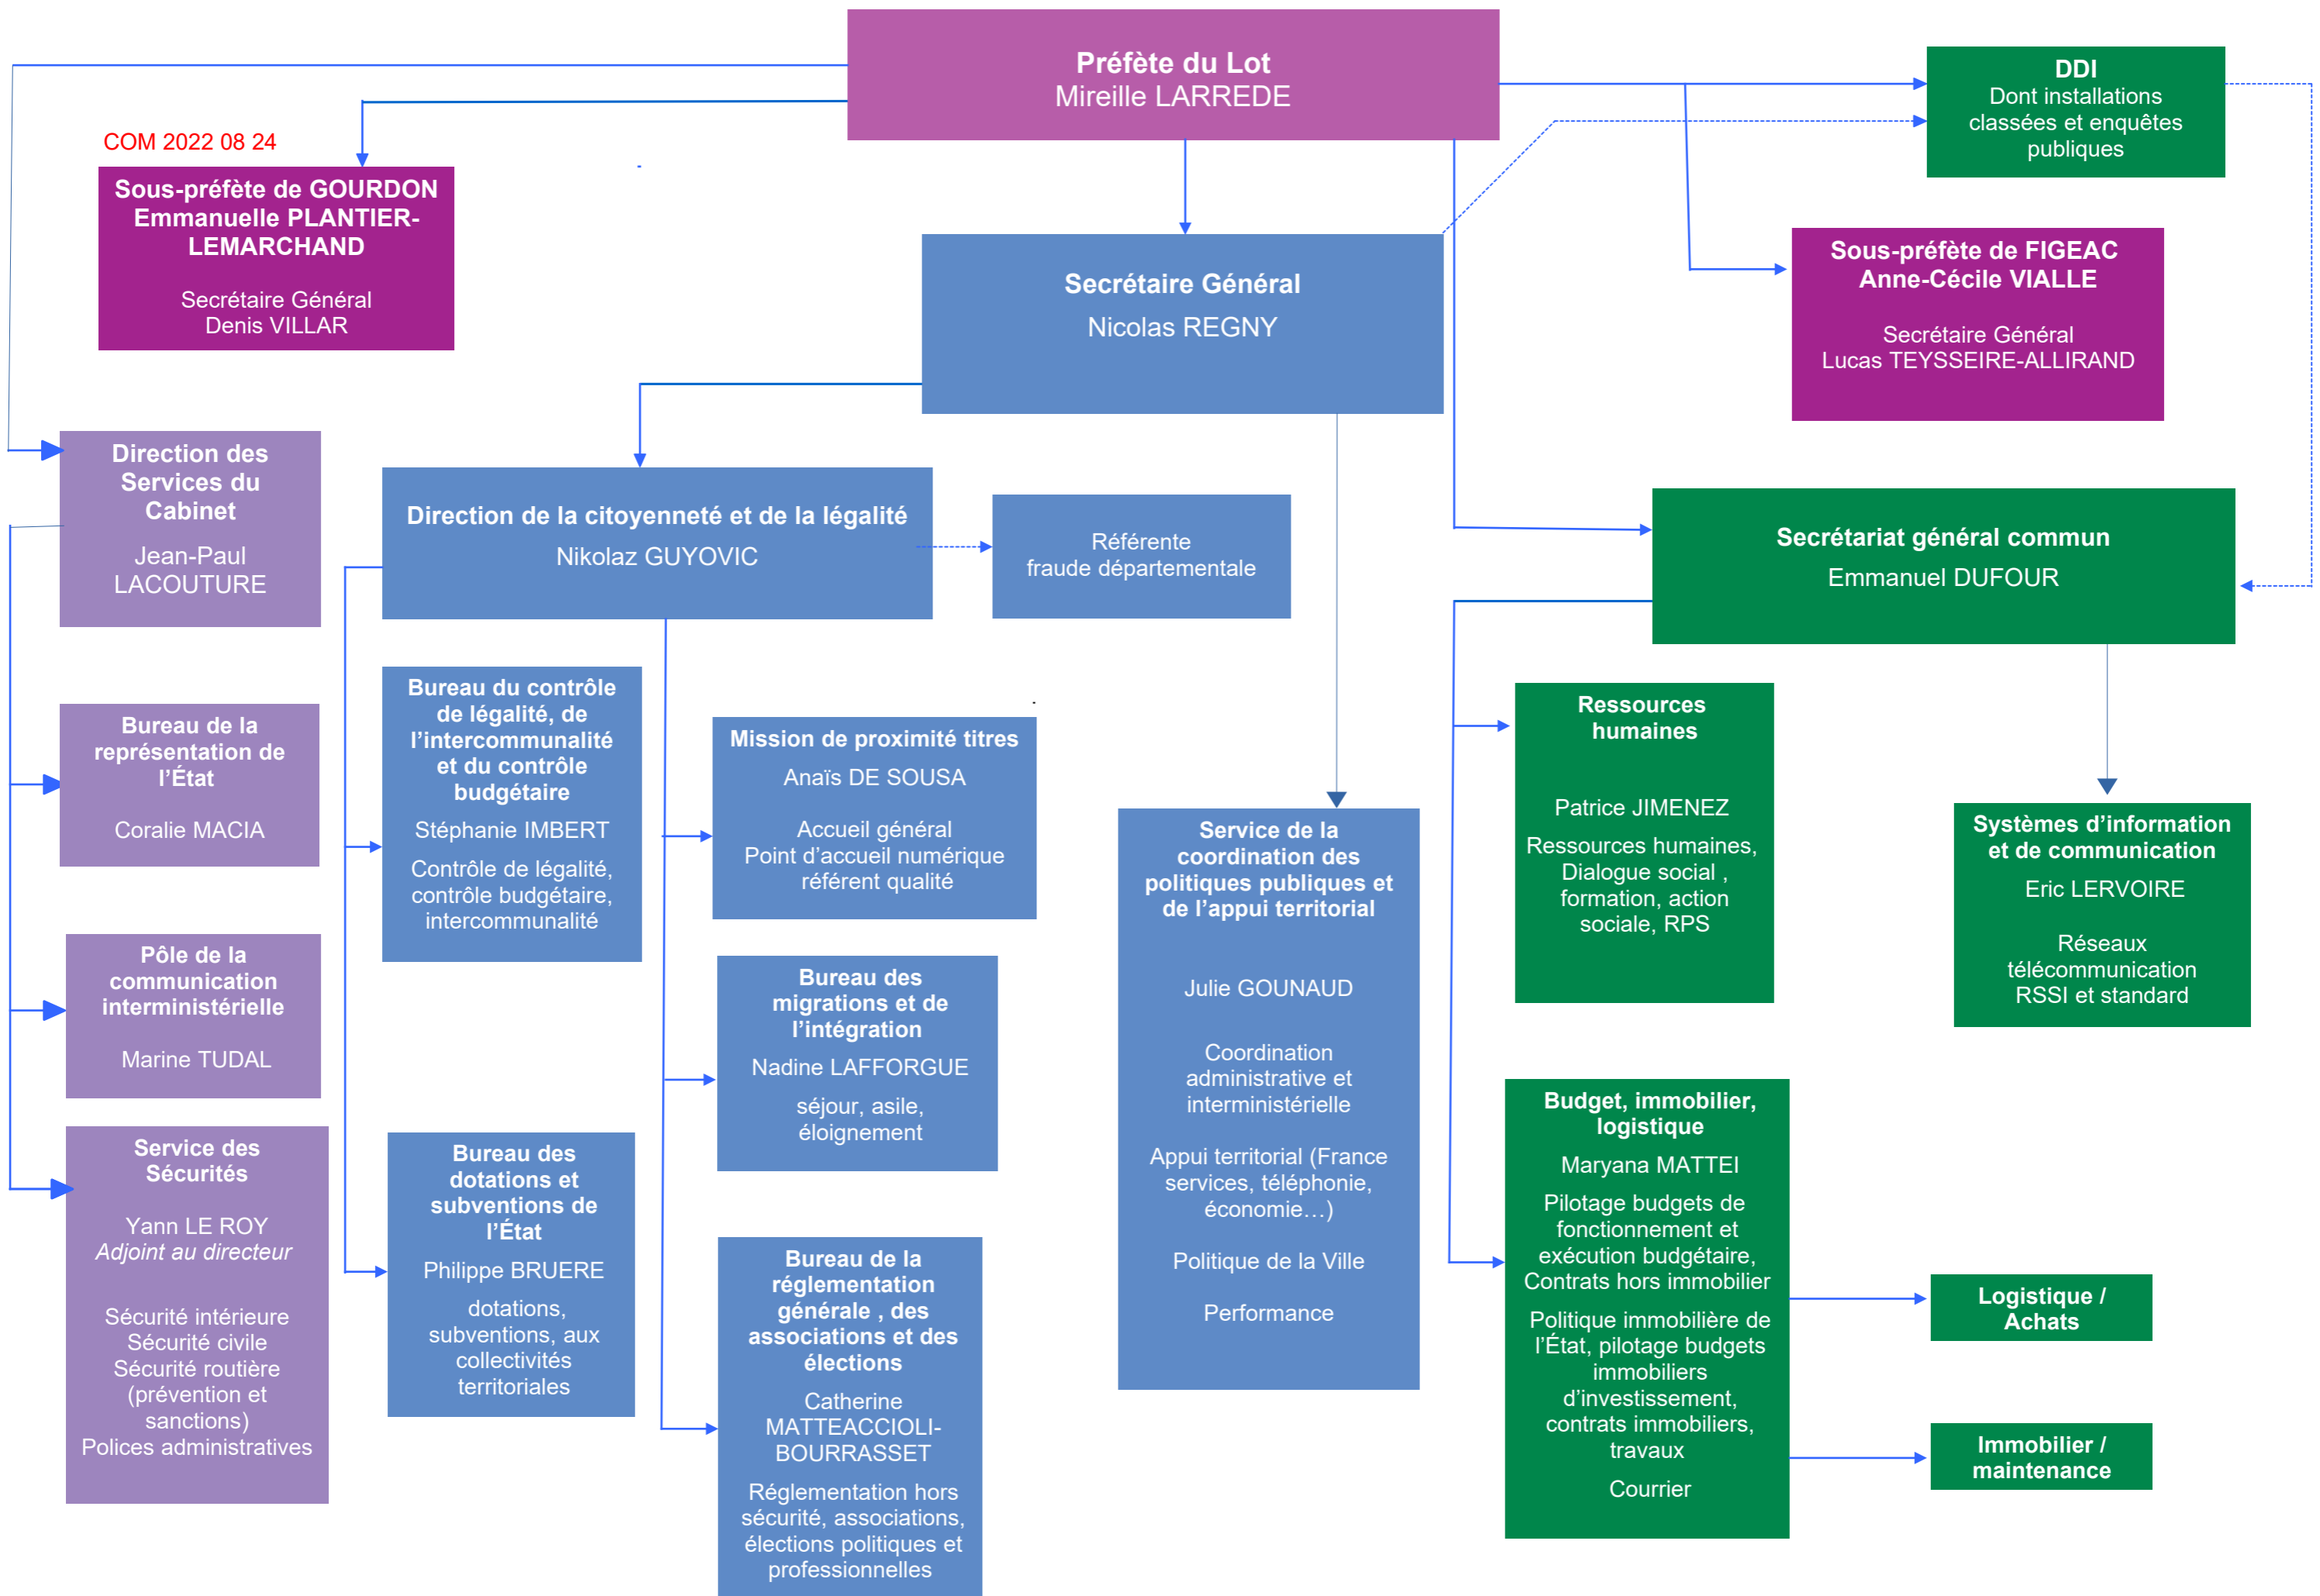 Préfète du Lot
Mireille LARREDE
DDI
Dont installations
classées et enquêtes
publiques
COM 2022 08 24
Sous-préfète de GOURDON
Emmanuelle PLANTIER-
LEMARCHAND
Secrétaire Général
Denis VILLAR
Secrétaire Général
Nicolas REGNY
Sous-préfète de FIGEAC
Anne-Cécile VIALLE
Secrétaire Général
Lucas TEYSSEIRE-ALLIRAND
Direction des
Services du
Cabinet
Jean-Paul
LACOUTURE
Direction de la citoyenneté et de la légalité
Nikolaz GUYOVIC
Référente
fraude départementale
Secrétariat général commun
Emmanuel DUFOUR
Bureau de la
représentation de
l’État
Coralie MACIA
Pôle de la
communication
interministérielle
Marine TUDAL
Service des
Sécurités
Yann LE ROY
Adjoint au directeur
Sécurité intérieure
Sécurité civile
Sécurité routière
(prévention et
sanctions)
Polices administratives
Bureau du contrôle
de légalité, de
l’intercommunalité
et du contrôle
budgétaire
Stéphanie IMBERT
Contrôle de légalité,
contrôle budgétaire,
intercommunalité
Bureau des
dotations et
subventions de
l’État
Philippe BRUERE
dotations,
subventions, aux
collectivités
territoriales
Mission de proximité titres
Anaïs DE SOUSA
Accueil général
Point d’accueil numérique
référent qualité
Bureau des
migrations et de
l’intégration
Nadine LAFFORGUE
séjour, asile,
éloignement
Bureau de la
réglementation
générale , des
associations et des
élections
Catherine
MATTEACCIOLI-
BOURRASSET
Réglementation hors
sécurité, associations,
élections politiques et
professionnelles
Service de la
coordination des
politiques publiques et
de l’appui territorial
Julie GOUNAUD
Coordination
administrative et
interministérielle
Appui territorial (France
services, téléphonie,
économie…)
Politique de la Ville
Performance
Ressources
humaines
Patrice JIMENEZ
Ressources humaines,
Dialogue social ,
formation, action
sociale, RPS
Systèmes d’information
et de communication
Eric LERVOIRE
Réseaux
télécommunication
RSSI et standard
Budget, immobilier,
logistique
Maryana MATTEI
Pilotage budgets de
fonctionnement et
exécution budgétaire,
Contrats hors immobilier
Politique immobilière de
l’État, pilotage budgets
immobiliers
d’investissement,
contrats immobiliers,
travaux
Courrier
Logistique /
Achats
Immobilier /
maintenance